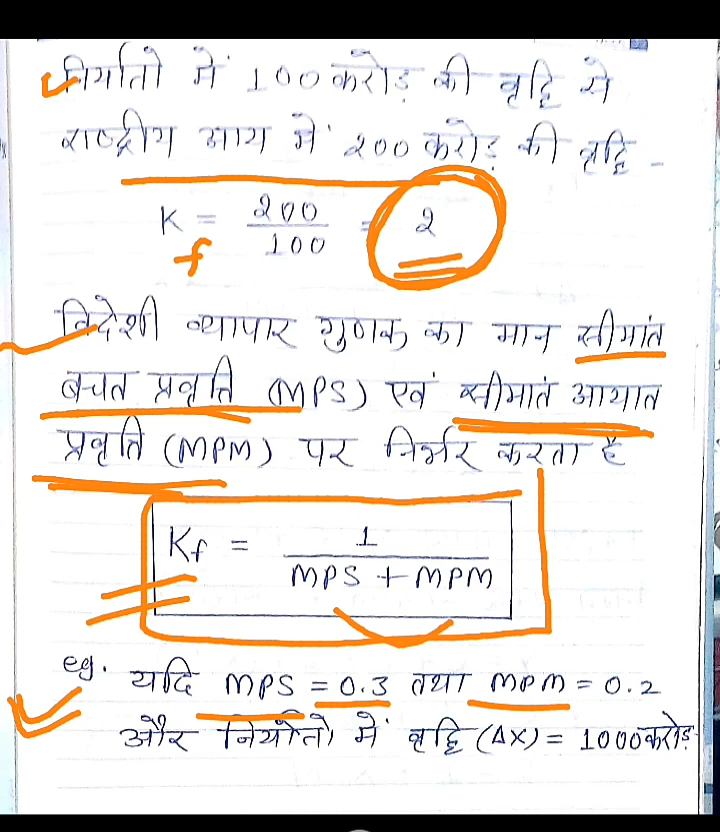 निर्यातो में 100 करोड़ की वृद्धि से
राष्ट्रीय आय में 200 करोड़ की वृद्धि -
K f = 200/100 = 2
विदेशी व्यापार गुणक का मान सीमांत
बचत प्रवृत्ति (MPS) एवं सीमांत आयात
प्रवृत्ति (MPM) पर निर्भर करता है
Kf = 1/(MPS + MPM)
eg. यदि MPS = 0.3 तथा MPM = 0.2
और निर्यातो में वृद्धि (ΔX) = 1000 करोड़